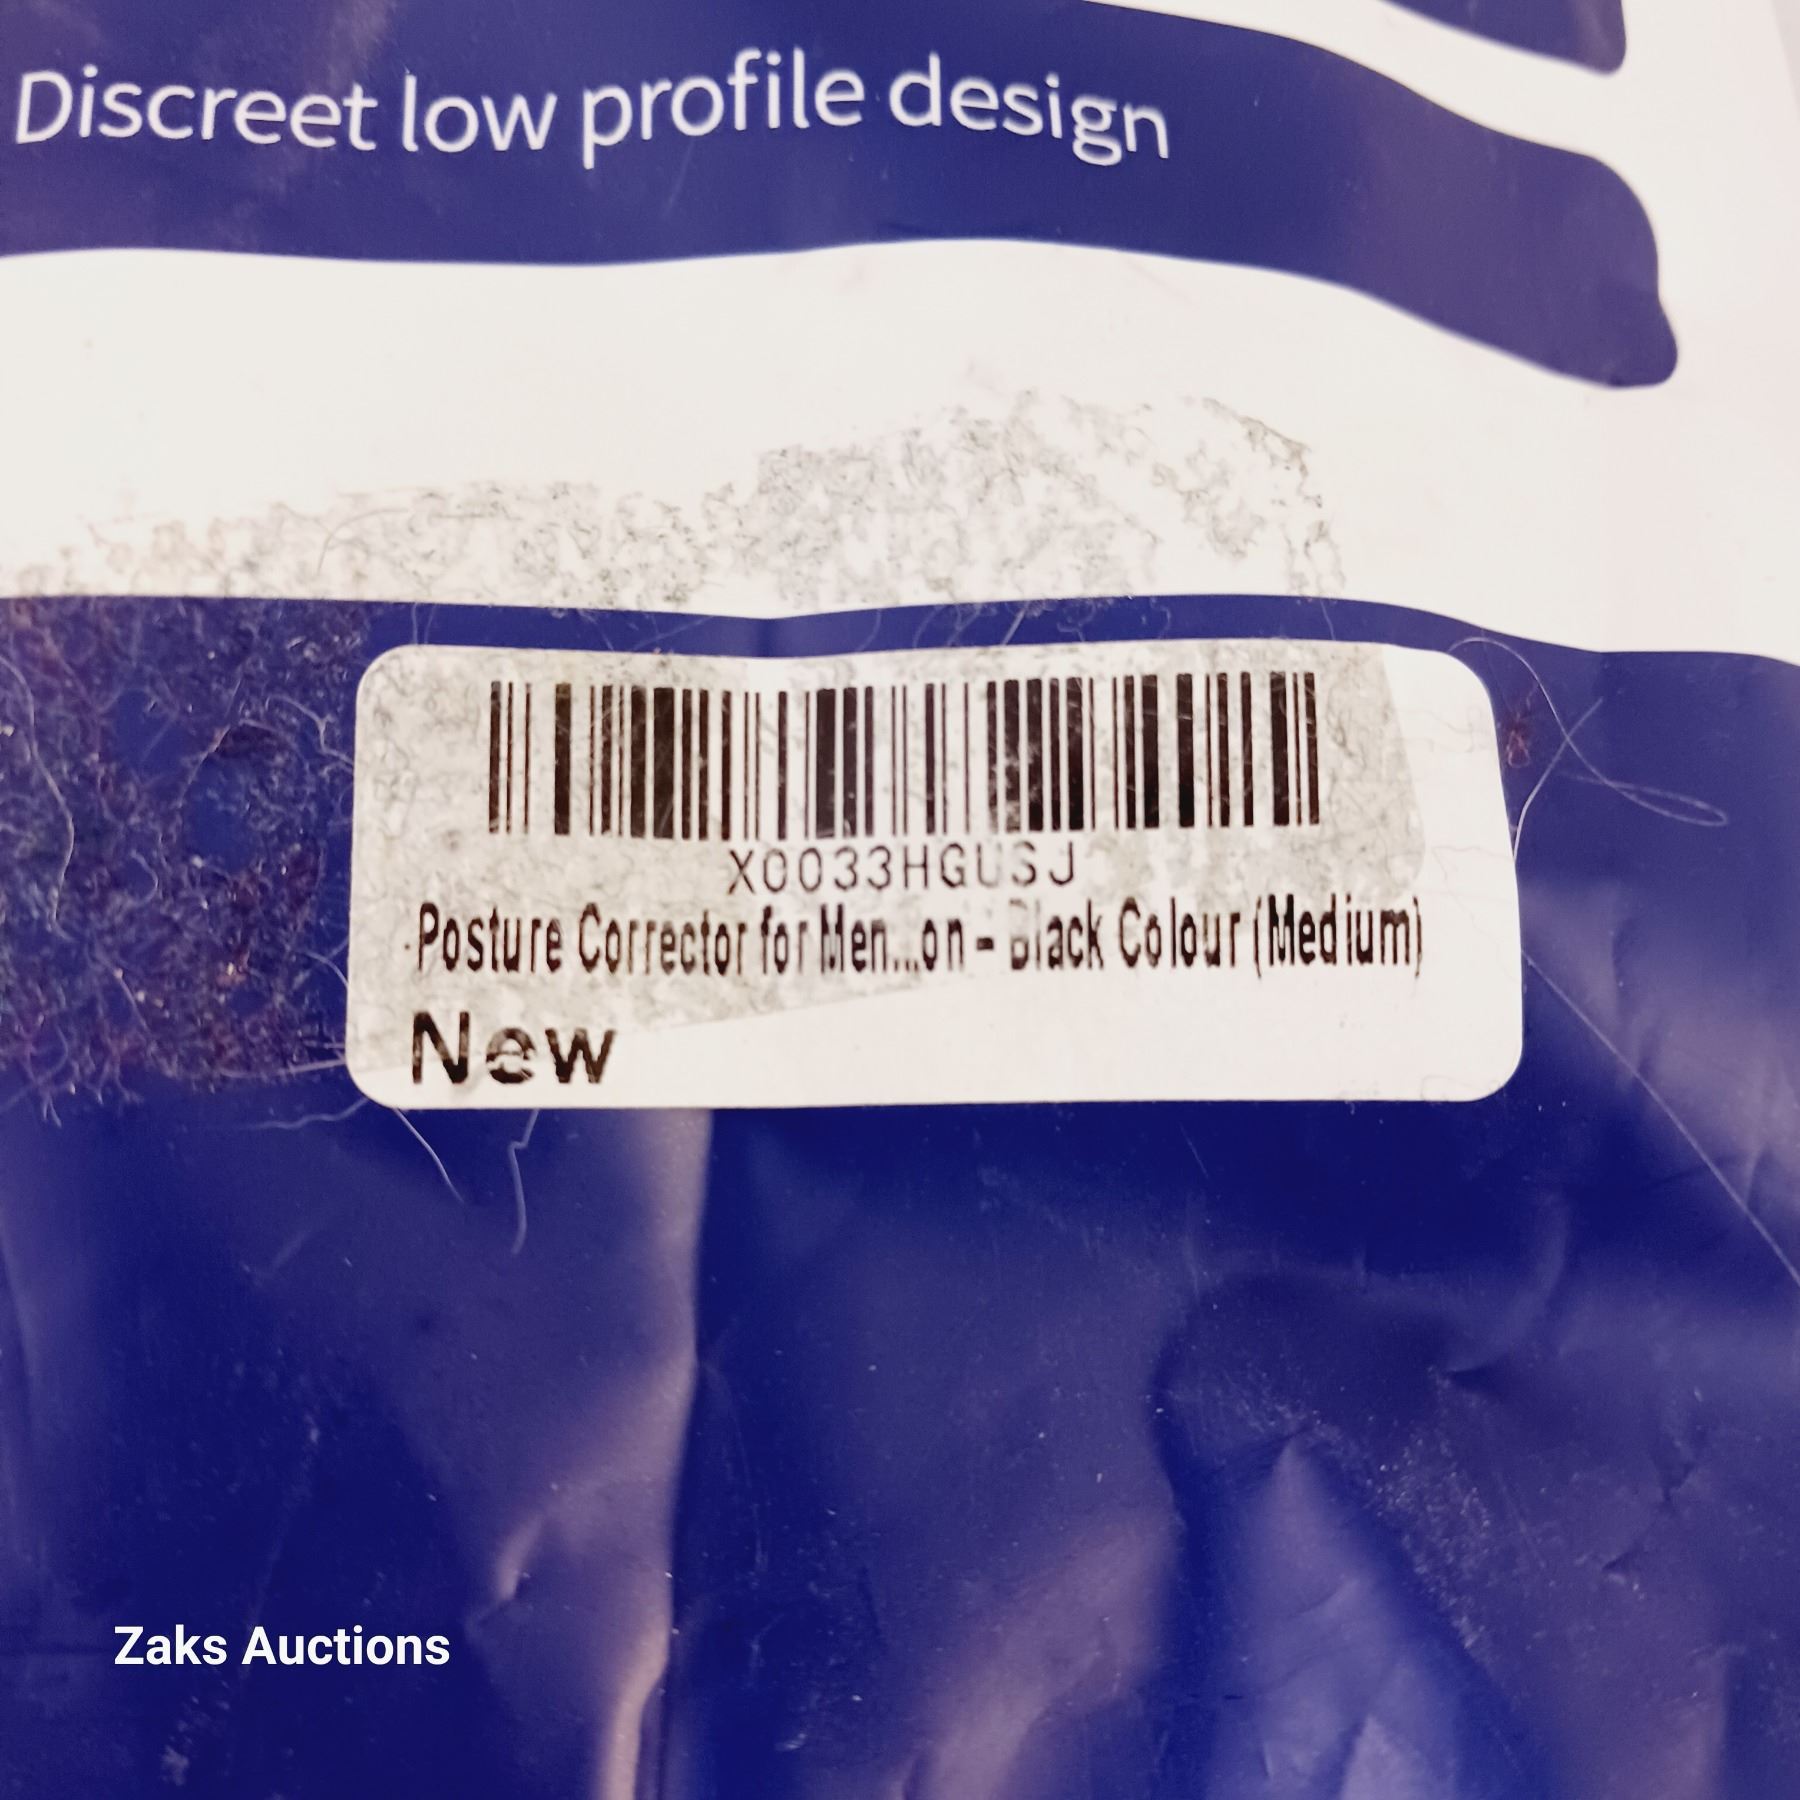 Discreet low profile design
X0033HGUSJ
Posture Corrector for Men...on - Black Colour (Medium)
New
Zaks Auctions